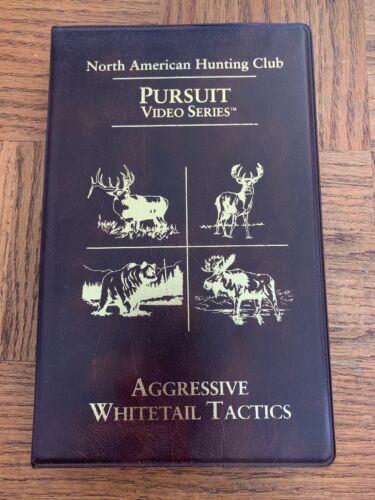 North American Hunting Club
PURSUIT
VIDEO SERIES™
AGGRESSIVE
WHITETAIL TACTICS